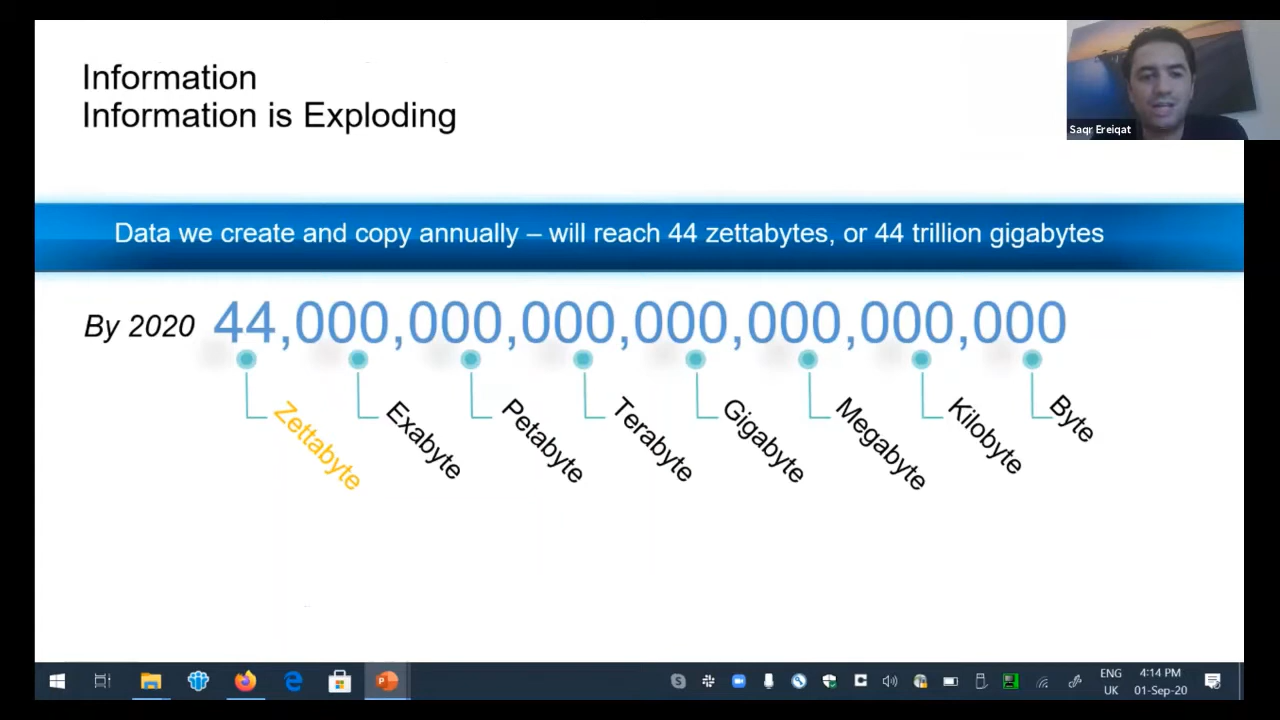 Information
Information is Exploding
Saqr Ereiqat
Data we create and copy annually – will reach 44 zettabytes, or 44 trillion gigabytes
By 2020 44,000,000,000,000,000,000,000
Zettabyte
Exabyte
Petabyte
Terabyte
Gigabyte
Megabyte
Kilobyte
Byte
ENG 4:14 PM
UK 01-Sep-20